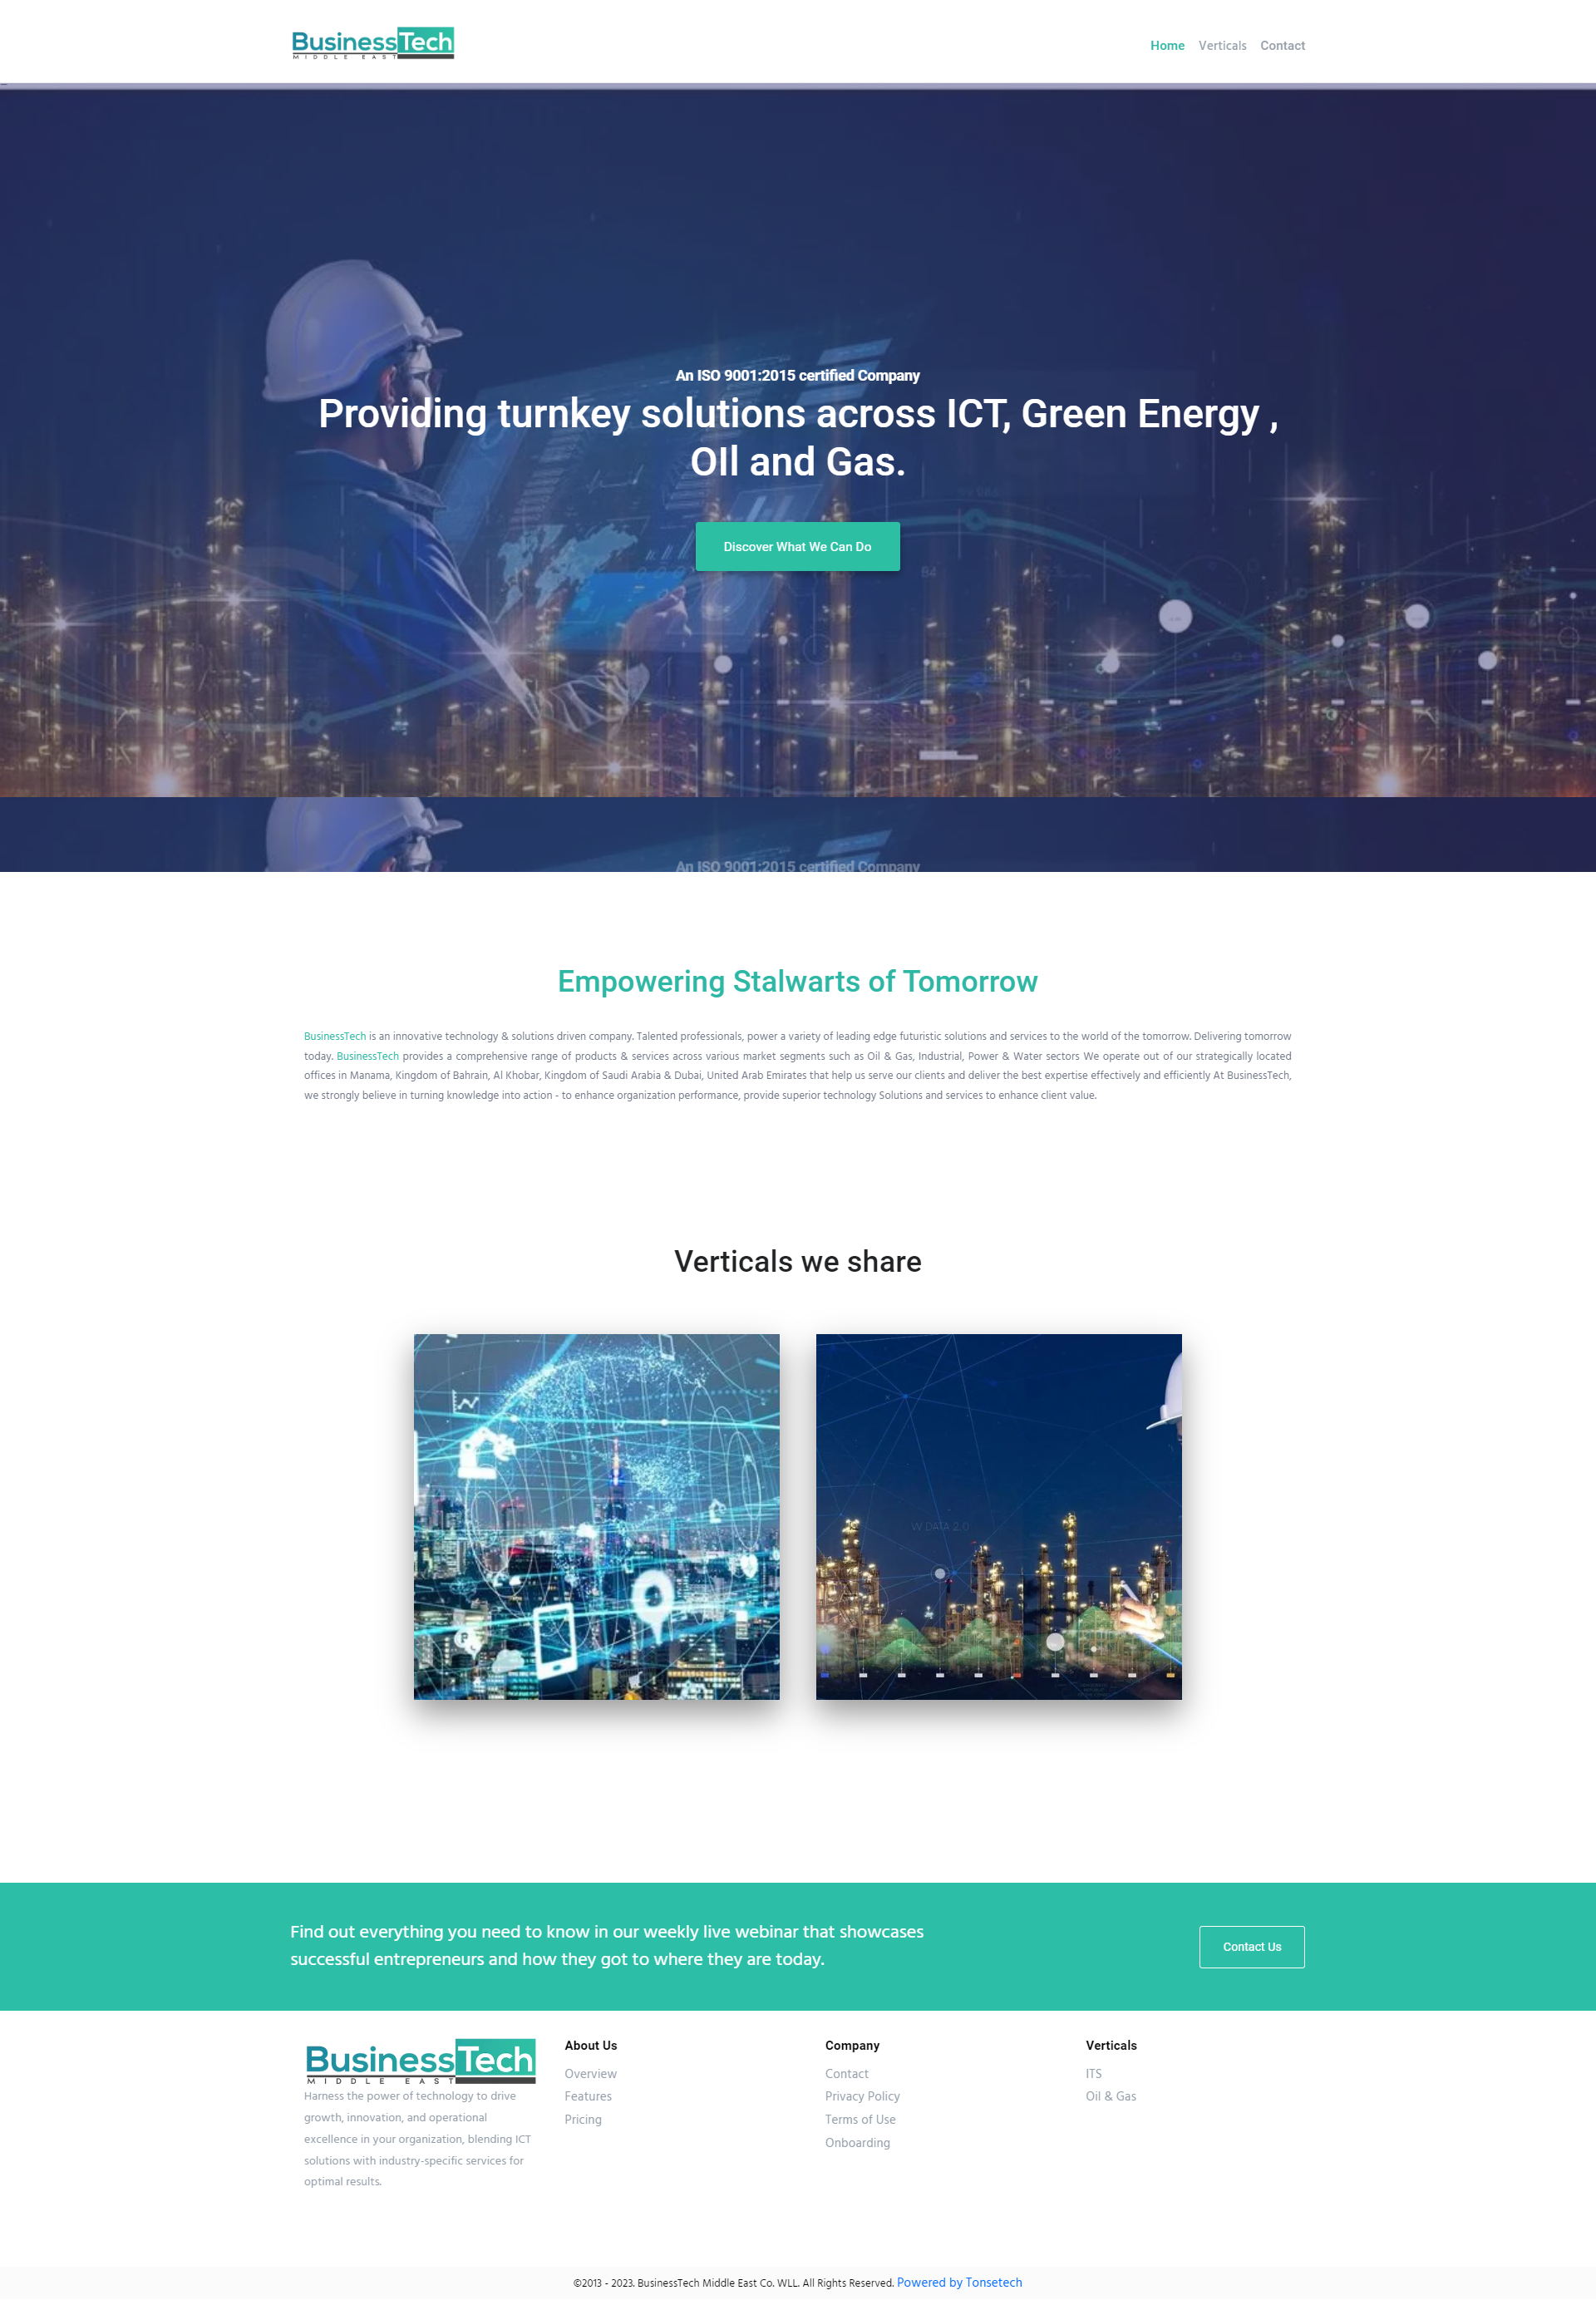 BusinessTech
MIDDLE EAST
Home Verticals Contact
An ISO 9001:2015 certified Company
Providing turnkey solutions across ICT, Green Energy ,
OIl and Gas.
Discover What We Can Do
B4
An ISO 9001:2015 certified Company
Empowering Stalwarts of Tomorrow
BusinessTech is an innovative technology & solutions driven company. Talented professionals, power a variety of leading edge futuristic solutions and services to the world of the tomorrow. Delivering tomorrow
today. BusinessTech provides a comprehensive range of products & services across various market segments such as Oil & Gas, Industrial, Power & Water sectors We operate out of our strategically located
offices in Manama, Kingdom of Bahrain, Al Khobar, Kingdom of Saudi Arabia & Dubai, United Arab Emirates that help us serve our clients and deliver the best expertise effectively and efficiently At BusinessTech,
we strongly believe in turning knowledge into action - to enhance organization performance, provide superior technology Solutions and services to enhance client value.
Verticals we share
W DATA 2.0
P
Find out everything you need to know in our weekly live webinar that showcases
successful entrepreneurs and how they got to where they are today.
Contact Us
BusinessTech
MIDDLE EAST
Harness the power of technology to drive
growth, innovation, and operational
excellence in your organization, blending ICT
solutions with industry-specific services for
optimal results.
About Us
Overview
Features
Pricing
Company
Contact
Privacy Policy
Terms of Use
Onboarding
Verticals
ITS
Oil & Gas
©2013 - 2023. BusinessTech Middle East Co. WLL. All Rights Reserved. Powered by Tonsetech